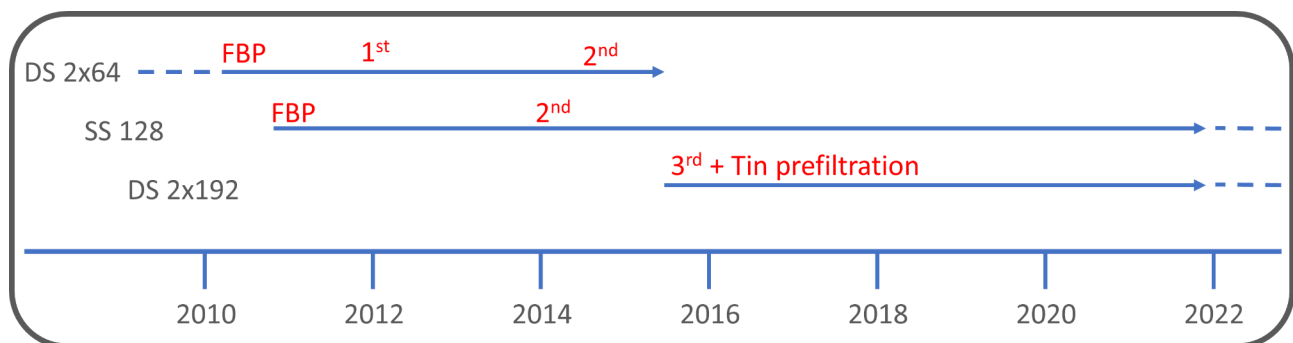 DS 2x64 FBP 1st 2nd
SS 128 FBP 2nd
DS 2x192 3rd + Tin prefiltration
2010 2012 2014 2016 2018 2020 2022